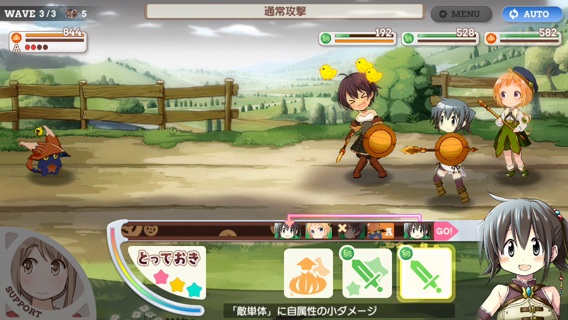 WAVE 3/3 5
通常攻撃
MENU
AUTO
844
A
192
528
582
A
GO!
とっておき
SUPPORT
「敵単体」に自属性の小ダメージ